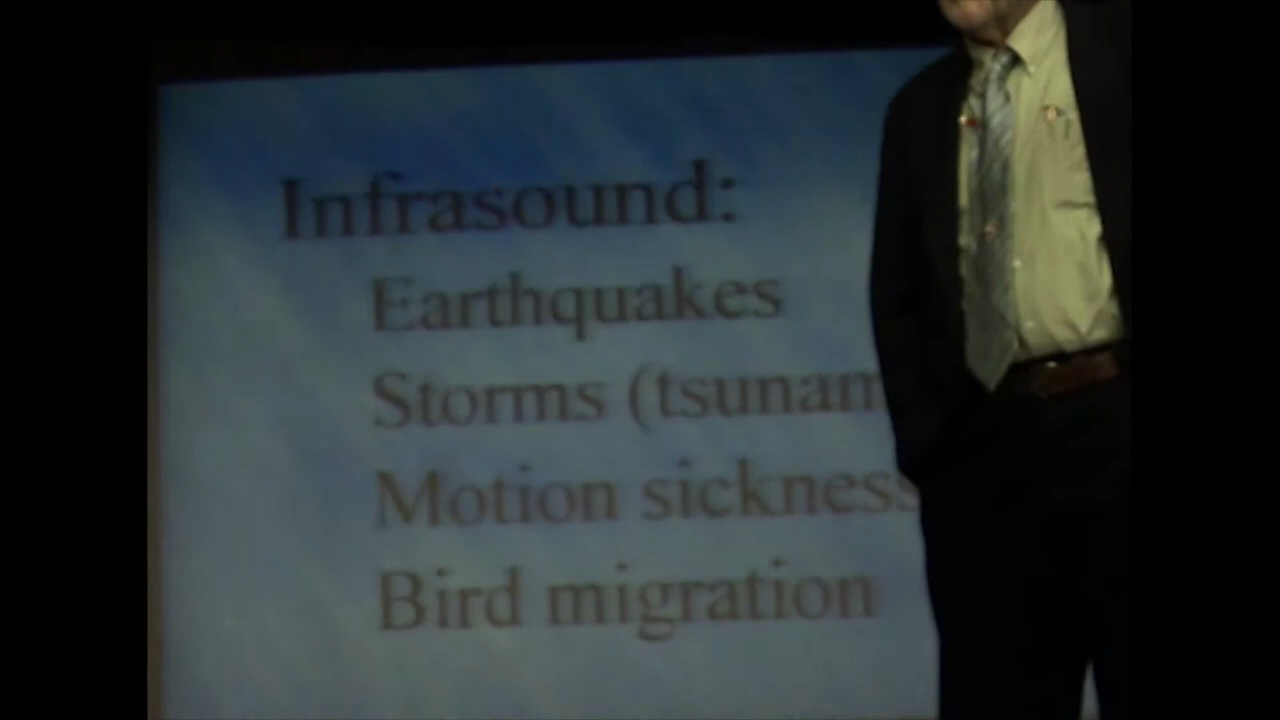 Infrasound:
Earthquakes
Storms (tsunam
Motion sickness
Bird migration